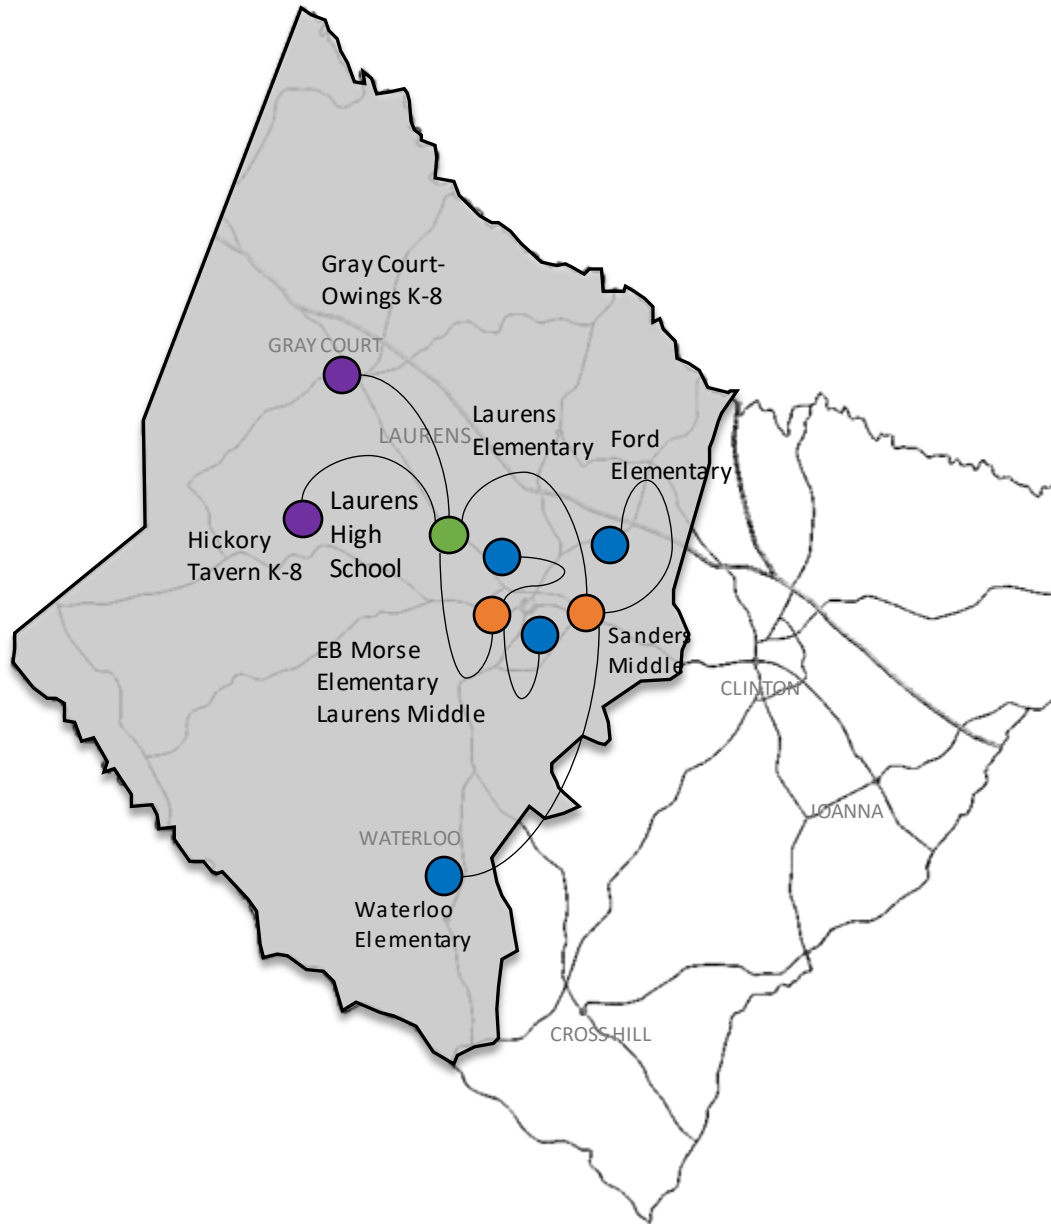 Gray Court-
Owings K-8
GRAY COURT
Laurens
Elementary
LAURENS
Ford
Elementary
Laurens
High
School
Hickory
Tavern K-8
EB Morse
Elementary
Laurens Middle
Sanders
Middle
CLINTON
JOANNA
WATERLOO
Waterloo
Elementary
CROSS HILL